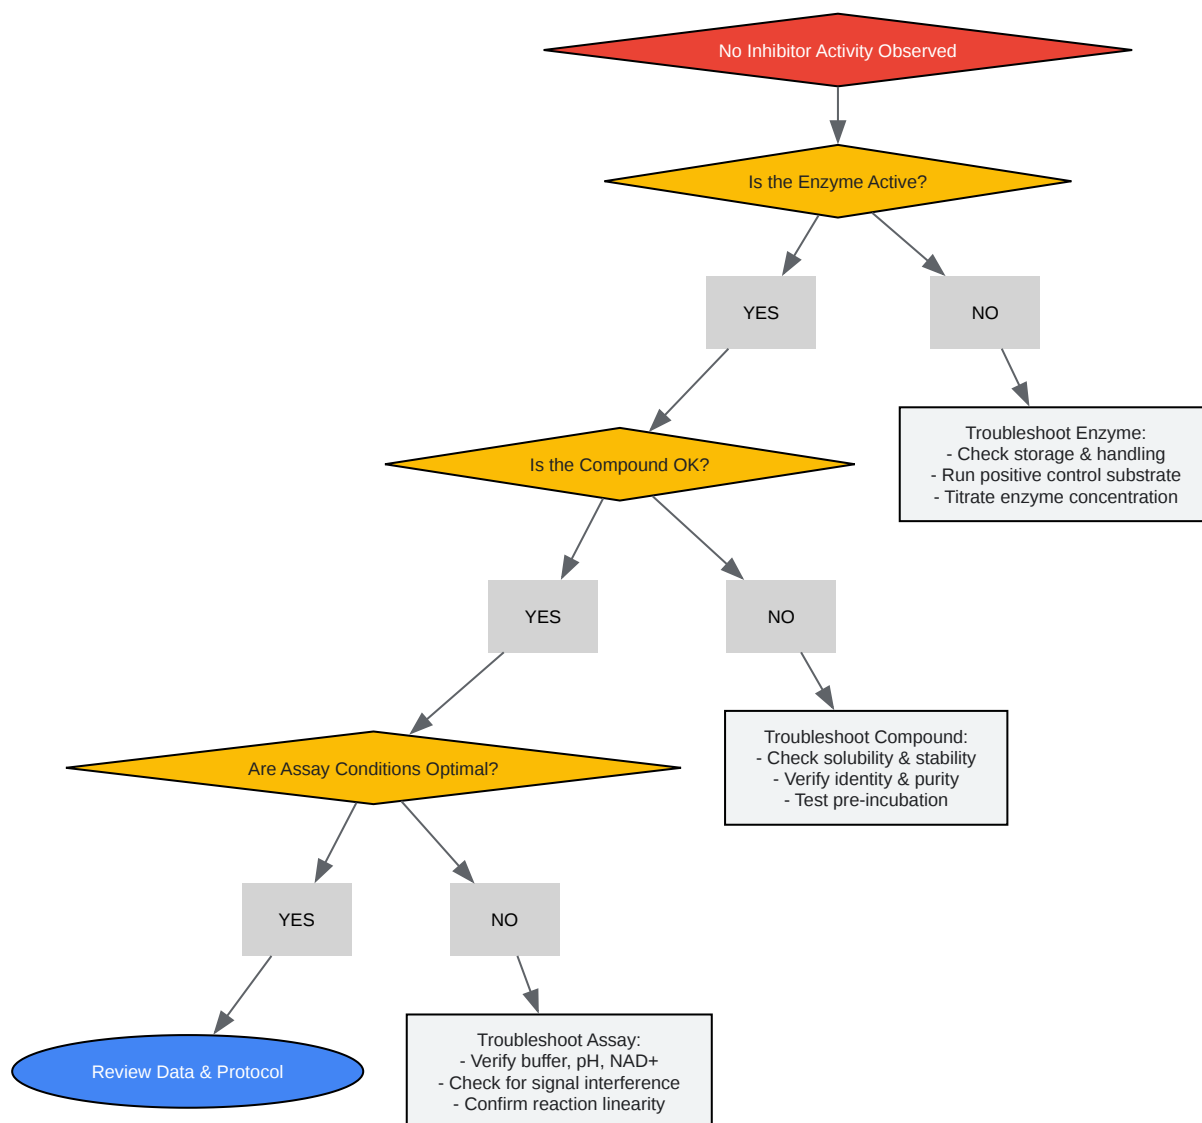 No Inhibitor Activity Observed
Is the Enzyme Active?
YES
NO
Troubleshoot Enzyme:
- Check storage & handling
- Run positive control substrate
- Titrate enzyme concentration
Is the Compound OK?
YES
NO
Troubleshoot Compound:
- Check solubility & stability
- Verify identity & purity
- Test pre-incubation
Are Assay Conditions Optimal?
YES
NO
Review Data & Protocol
Troubleshoot Assay:
- Verify buffer, pH, NAD+
- Check for signal interference
- Confirm reaction linearity